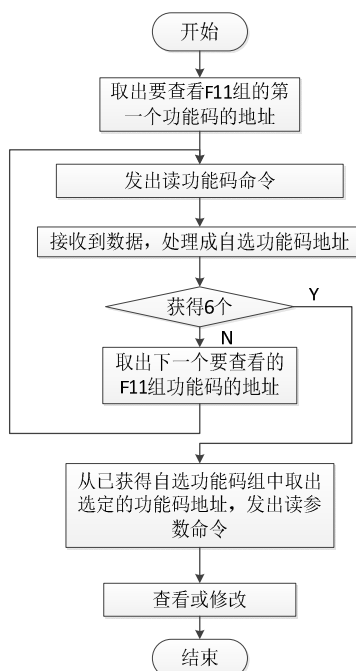 开始
取出要查看F11组的第
一个功能码的地址
发出读功能码命令
接收到数据，处理成自选功能码地址
获得6个
Y
N
取出下一个要查看的
F11组功能码的地址
从已获得自选功能码组中取出
选定的功能码地址，发出读参
数命令
查看或修改
结束